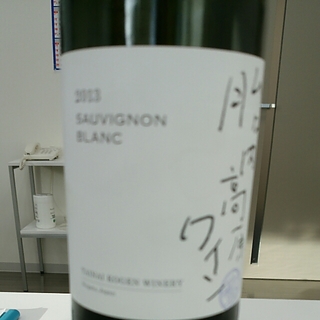 2013
SAUVIGNON
BLANC
胎内高原
ワイン
TAINAI KOGEN WINERY